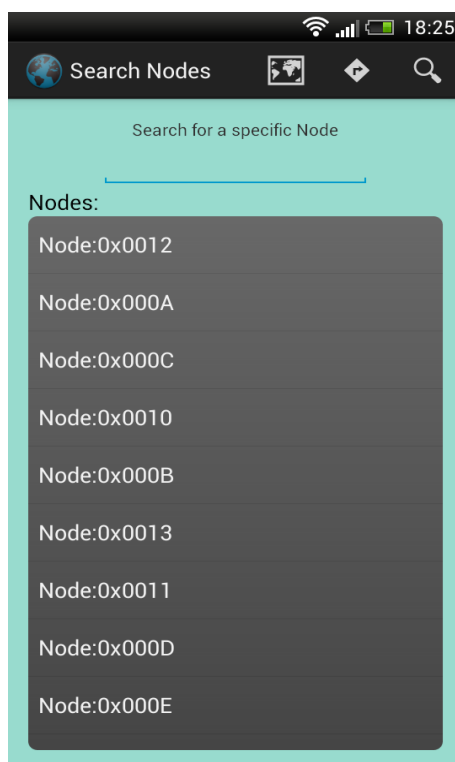 18:25
Search Nodes
Search for a specific Node
Nodes:
Node:0x0012
Node:0x000A
Node:0x000C
Node:0x0010
Node:0x000B
Node:0x0013
Node:0x0011
Node:0x000D
Node:0x000E